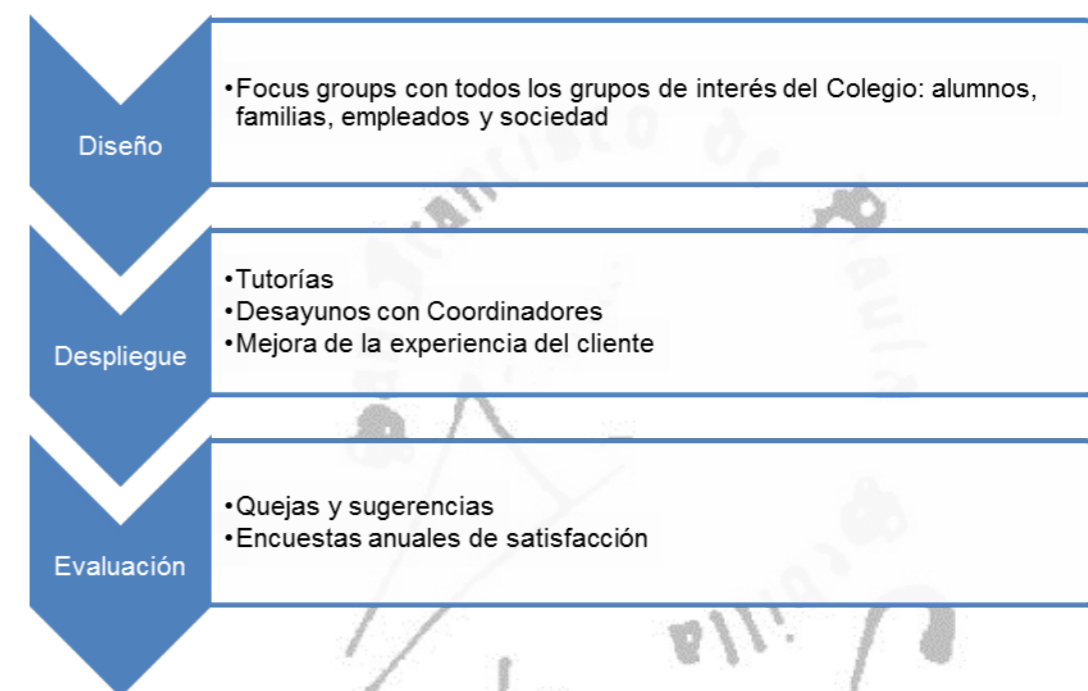 Diseño
•Focus groups con todos los grupos de interés del Colegio: alumnos,
familias, empleados y sociedad
Despliegue
•Tutorías
•Desayunos con Coordinadores
•Mejora de la experiencia del cliente
Evaluación
•Quejas y sugerencias
•Encuestas anuales de satisfacción